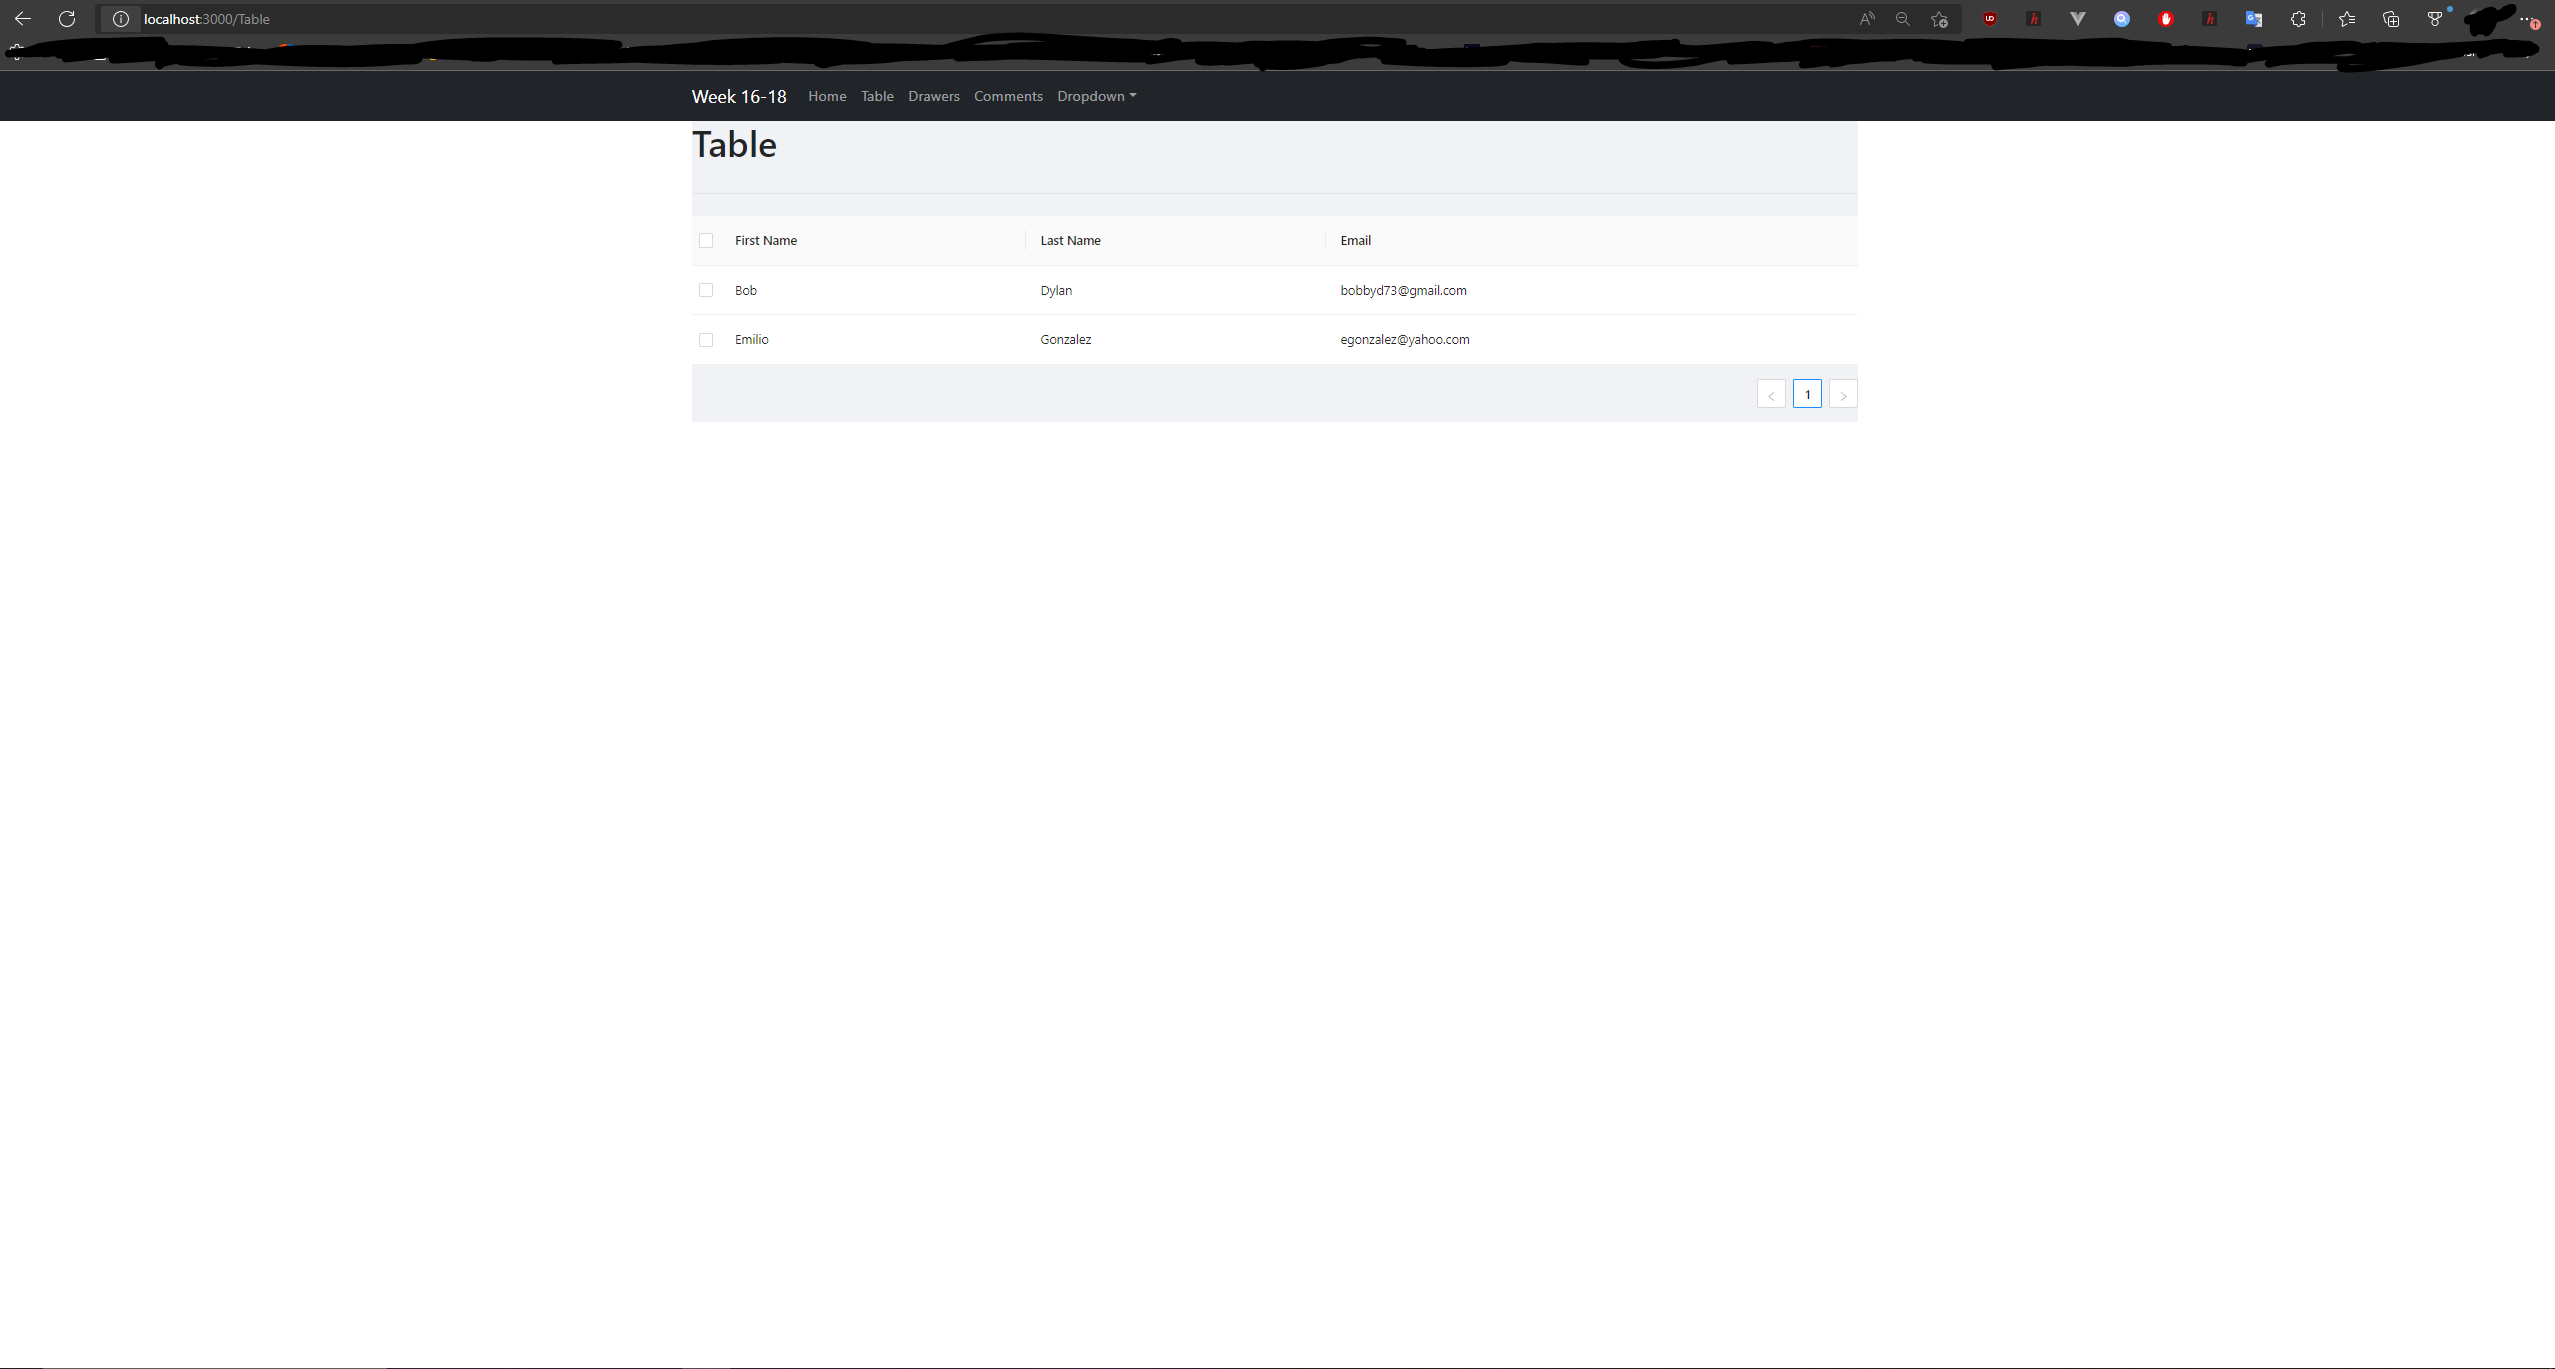 localhost:3000/Table
Week 16-18 Home Table Drawers Comments Dropdown
Table
First Name Last Name Email
Bob Dylan bobbyd73@gmail.com
Emilio Gonzalez egonzalez@yahoo.com
< 1 >